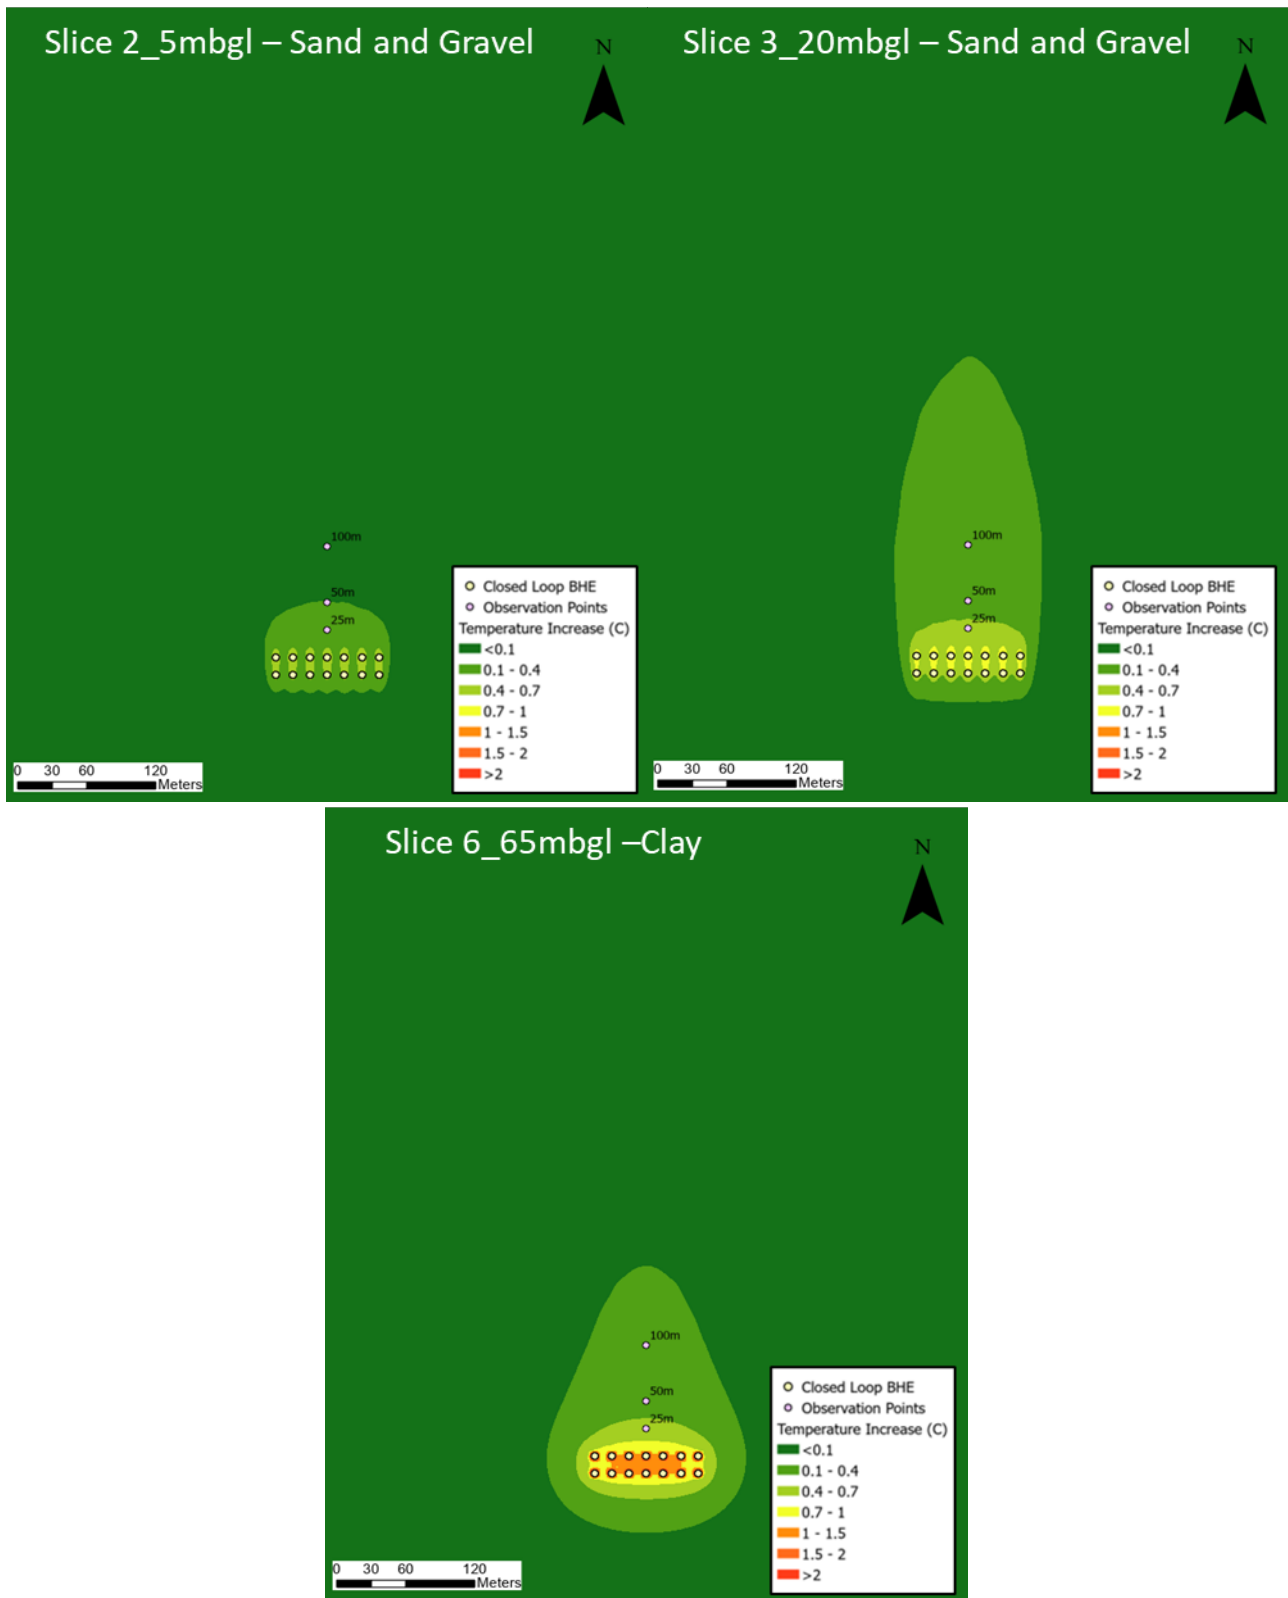 Slice 2_5mbgl – Sand and Gravel
N
100m
50m
25m
Closed Loop BHE
Observation Points
Temperature Increase (C)
<0.1
0.1 - 0.4
0.4 - 0.7
0.7 - 1
1 - 1.5
1.5 - 2
>2
0 30 60 120
Meters
Slice 3_20mbgl – Sand and Gravel
N
100m
50m
25m
Closed Loop BHE
Observation Points
Temperature Increase (C)
<0.1
0.1 - 0.4
0.4 - 0.7
0.7 - 1
1 - 1.5
1.5 - 2
>2
0 30 60 120
Meters
Slice 6_65mbgl –Clay
N
100m
50m
25m
Closed Loop BHE
Observation Points
Temperature Increase (C)
<0.1
0.1 - 0.4
0.4 - 0.7
0.7 - 1
1 - 1.5
1.5 - 2
>2
0 30 60 120
Meters